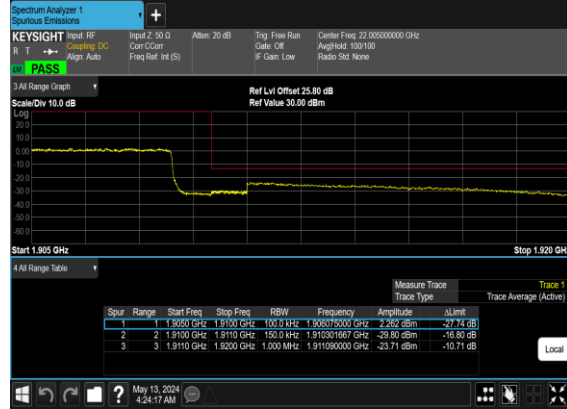 Spectrum Analyzer 1
Spurious Emissions
KEYSIGHT Input: RF Input Z: 50 Ω Atten: 20 dB Trig: Free Run Center Freq: 22.005000000 GHz
R T Coupling: DC Corr CCorr Gate: Off Avg|Hold: 100/100
Align: Auto Freq Ref: Int (S) IF Gain: Low Radio Std: None
PASS
3 All Range Graph
Ref Lvl Offset 25.80 dB
Scale/Div 10.0 dB Ref Value 30.00 dBm
Log
20.0
10.0
0.00
-10.0
-20.0
-30.0
-40.0
-50.0
-60.0
Start 1.905 GHz Stop 1.920 GH
4 All Range Table
Measure Trace Trace 1
Trace Type Trace Average (Active)
Spur Range Start Freq Stop Freq RBW Frequency Amplitude ΔLimit
1 1 1.9050 GHz 1.9100 GHz 100.0 kHz 1.906075000 GHz 2.262 dBm -27.74 dB
2 2 1.9100 GHz 1.9110 GHz 150.0 kHz 1.910301667 GHz -29.80 dBm -16.80 dB
3 3 1.9110 GHz 1.9200 GHz 1.000 MHz 1.911090000 GHz -23.71 dBm -10.71 dB
Local
?
May 13, 2024
4:24:17 AM